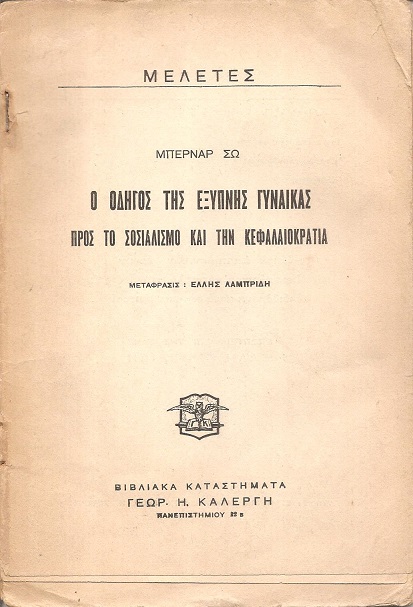 ΜΕΛΕΤΕΣ
ΜΠΕΡΝΑΡ ΣΩ
Ο ΟΔΗΓΟΣ ΤΗΣ ΕΞΥΠΝΗΣ ΓΥΝΑΙΚΑΣ
ΠΡΟΣ ΤΟ ΣΟΣΙΑΛΙΣΜΟ ΚΑΙ ΤΗΝ ΚΕΦΑΛΑΙΟΚΡΑΤΙΑ
ΜΕΤΑΦΡΑΣΙΣ : ΕΛΛΗΣ ΛΑΜΠΡΙΔΗ
ΒΙΒΛΙΑΚΑ ΚΑΤΑΣΤΗΜΑΤΑ
ΓΕΩΡ. Η. ΚΑΛΕΡΓΗ
ΠΑΝΕΠΙΣΤΗΜΙΟΥ